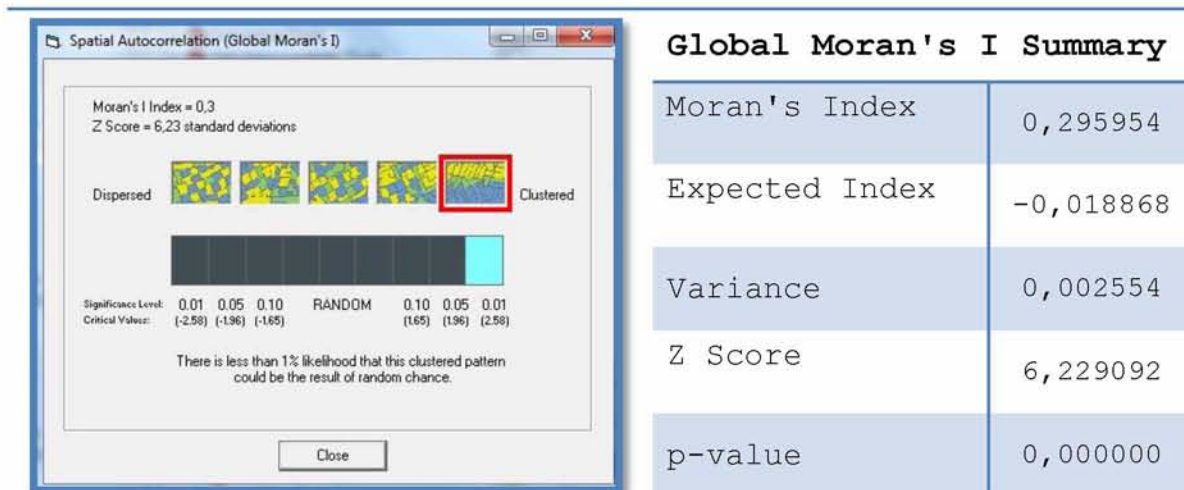 Spatial Autocorrelation (Global Moran's I)
Moran's I Index = 0,3
Z Score = 6,23 standard deviations
Dispersed
Clustered
Significance Level: 0.01 0.05 0.10 RANDOM 0.10 0.05 0.01
Critical Values: (-2.58) (-1.96) (-1.65) (1.65) (1.96) (2.58)
There is less than 1% likelihood that this clustered pattern
could be the result of random chance.
Close
Global Moran's I Summary
Moran's Index 0,295954
Expected Index -0,018868
Variance 0,002554
Z Score 6,229092
p-value 0,000000